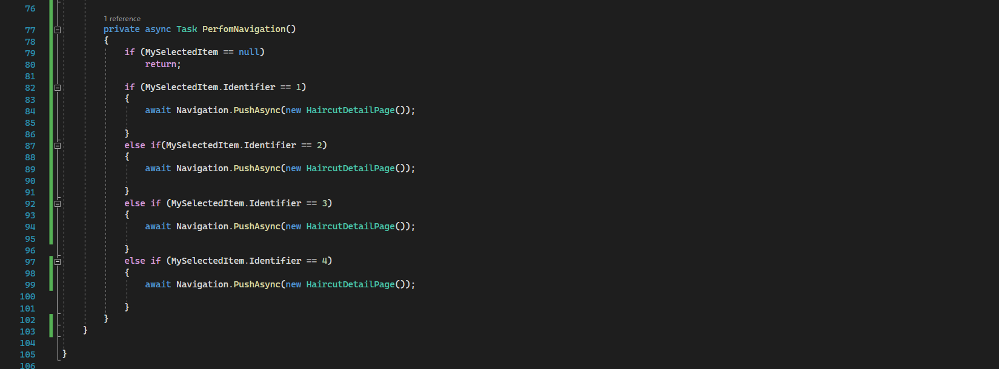 76
1 reference
77 private async Task PerfomNavigation()
78 {
79 if (MySelectedItem == null)
80 return;
81
82 if (MySelectedItem.Identifier == 1)
83 {
84 await Navigation.PushAsync(new HaircutDetailPage());
85
86 }
87 else if(MySelectedItem.Identifier == 2)
88 {
89 await Navigation.PushAsync(new HaircutDetailPage());
90
91 }
92 else if (MySelectedItem.Identifier == 3)
93 {
94 await Navigation.PushAsync(new HaircutDetailPage());
95
96 }
97 else if (MySelectedItem.Identifier == 4)
98 {
99 await Navigation.PushAsync(new HaircutDetailPage());
100
101 }
102 }
103 }
104
105 }
106